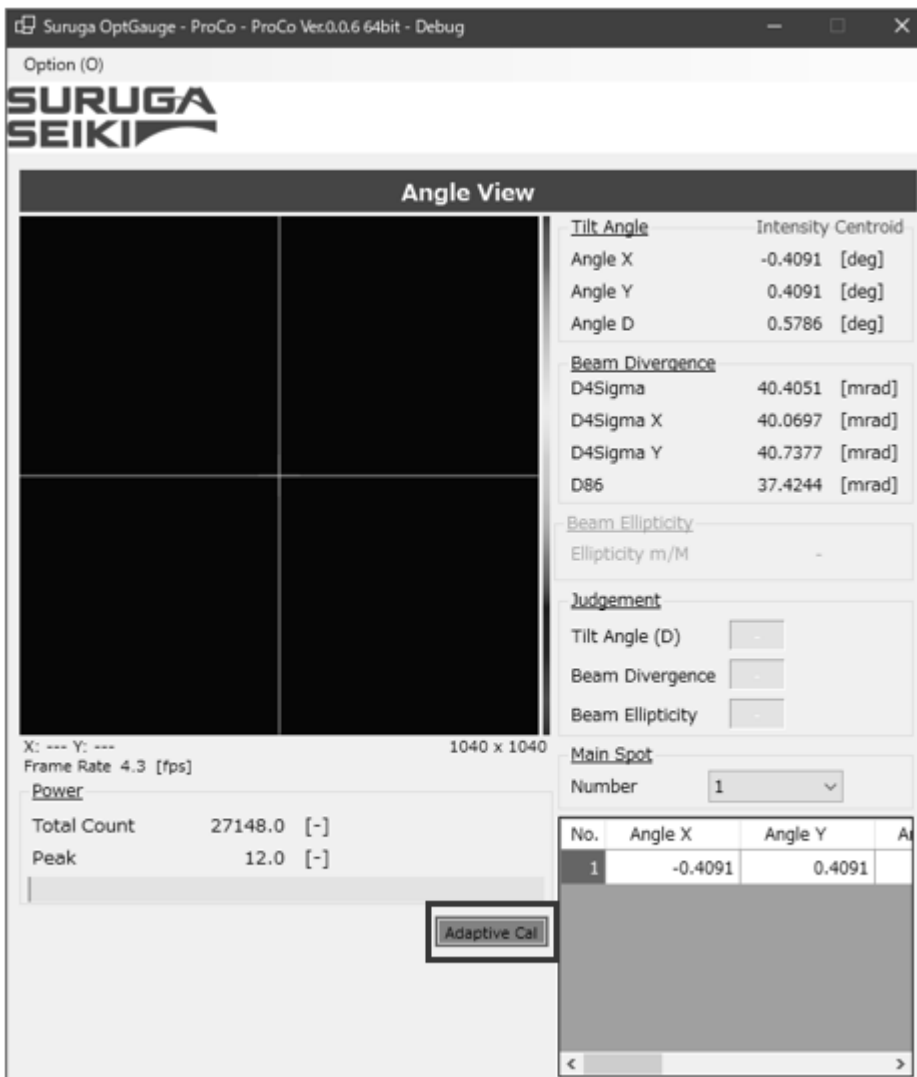 Suruga OptGauge - ProCo - ProCo Ver.0.0.6 64bit - Debug
Option (O)
SURUGA
SEIKI
Angle View
Tilt Angle Intensity Centroid
Angle X -0.4091 [deg]
Angle Y 0.4091 [deg]
Angle D 0.5786 [deg]
Beam Divergence
D4Sigma 40.4051 [mrad]
D4Sigma X 40.0697 [mrad]
D4Sigma Y 40.7377 [mrad]
D86 37.4244 [mrad]
Beam Ellipticity
Ellipticity m/M -
Judgement
Tilt Angle (D) -
Beam Divergence -
Beam Ellipticity -
X: --- Y: --- 1040 x 1040
Frame Rate 4.3 [fps]
Main Spot
Number 1
Power
Total Count 27148.0 [-]
Peak 12.0 [-]
No. Angle X Angle Y
1 -0.4091 0.4091
Adaptive Cal